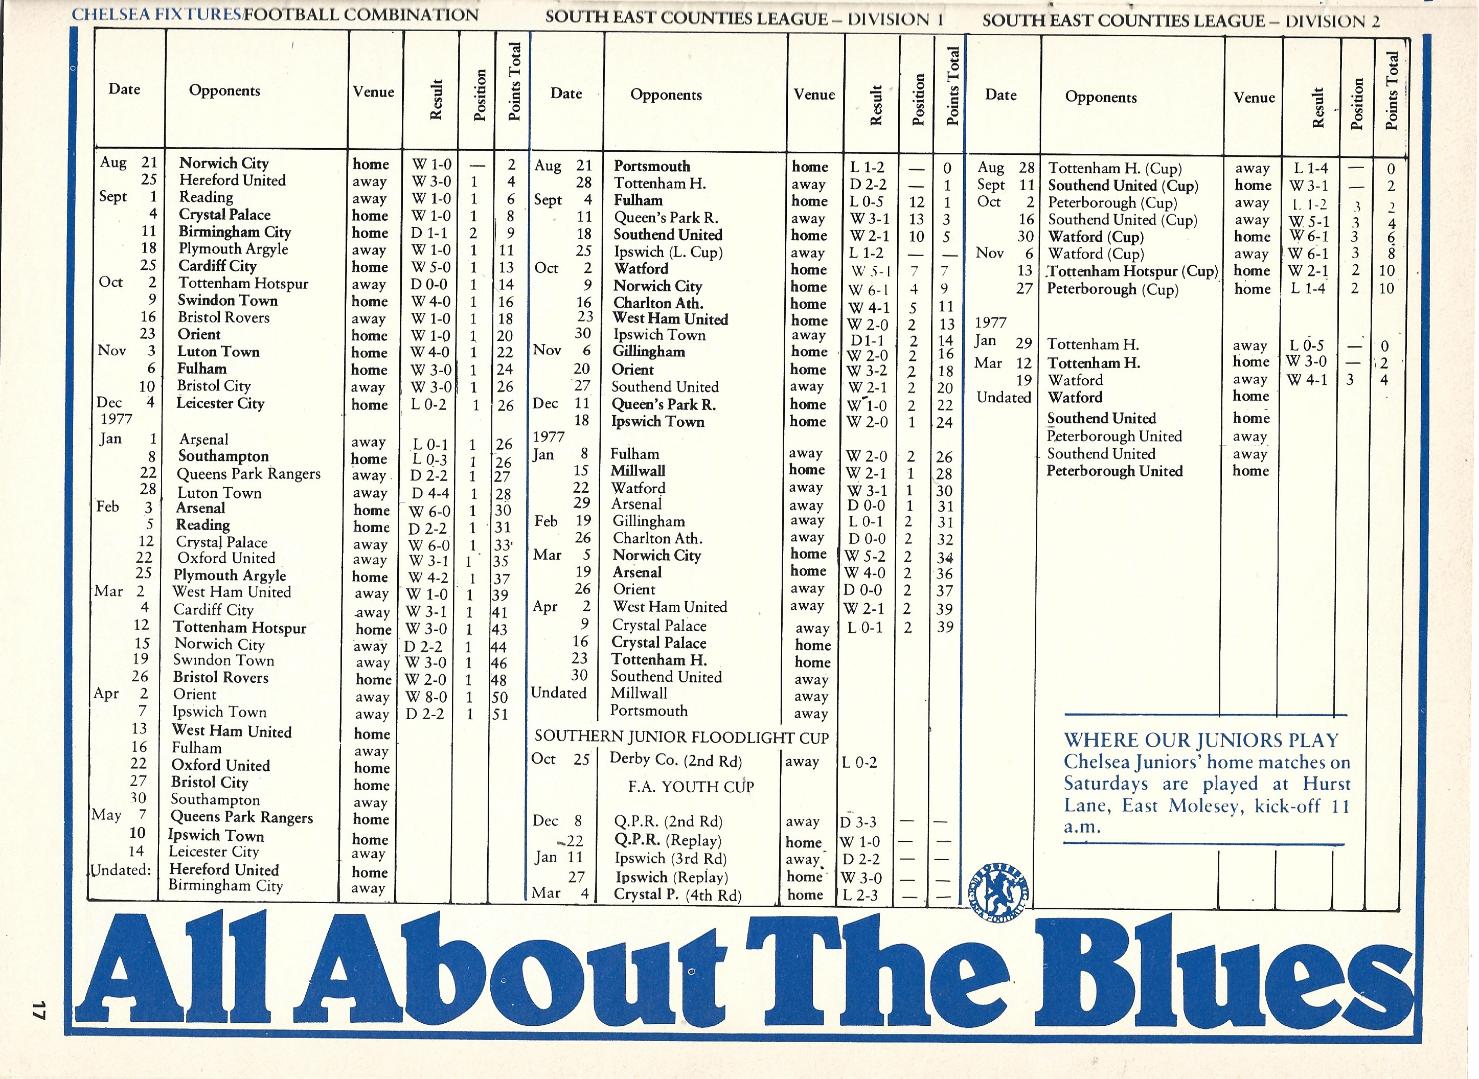 CHELSEA FIXTURES/FOOTBALL COMBINATION
Date Opponents Venue Result Position Points Total
Aug 21 Norwich City home W 1-0 — 2
25 Hereford United away W 3-0 1 4
Sept 1 Reading away W 1-0 1 6
4 Crystal Palace home W 1-0 1 8
11 Birmingham City home D 1-1 2 9
18 Plymouth Argyle away W 1-0 1 11
25 Cardiff City home W 5-0 1 13
Oct 2 Tottenham Hotspur away D 0-0 1 14
9 Swindon Town home W 4-0 1 16
16 Bristol Rovers away W 1-0 1 18
23 Orient home W 1-0 1 20
Nov 3 Luton Town home W 4-0 1 22
6 Fulham home W 3-0 1 24
10 Bristol City away W 3-0 1 26
Dec 4 Leicester City home L 0-2 1 26
1977
Jan 1 Arsenal away L 0-1 1 26
8 Southampton home L 0-3 1 26
22 Queens Park Rangers away D 2-2 1 27
28 Luton Town away D 4-4 1 28
Feb 3 Arsenal home W 6-0 1 30
5 Reading home D 2-2 1 31
12 Crystal Palace away W 6-0 1 33
22 Oxford United away W 3-1 1 35
25 Plymouth Argyle home W 4-2 1 37
Mar 2 West Ham United away W 1-0 1 39
4 Cardiff City away W 3-1 1 41
12 Tottenham Hotspur home W 3-0 1 43
15 Norwich City away D 2-2 1 44
19 Swindon Town away W 3-0 1 46
26 Bristol Rovers home W 2-0 1 48
Apr 2 Orient away W 8-0 1 50
7 Ipswich Town away D 2-2 1 51
13 West Ham United home
16 Fulham away
22 Oxford United home
27 Bristol City home
30 Southampton away
May 7 Queens Park Rangers home
10 Ipswich Town home
14 Leicester City away
Undated: Hereford United home
Birmingham City away
SOUTH EAST COUNTIES LEAGUE – DIVISION 1
Date Opponents Venue Result Position Points Total
Aug 21 Portsmouth home L 1-2 — 0
28 Tottenham H. away D 2-2 — 1
Sept 4 Fulham home L 0-5 12 1
11 Queen's Park R. away W 3-1 13 3
18 Southend United home W 2-1 10 5
25 Ipswich (L. Cup) away L 1-2 — —
Oct 2 Watford home W 5-1 7 7
9 Norwich City home W 6-1 4 9
16 Charlton Ath. home W 4-1 5 11
23 West Ham United home W 2-0 2 13
30 Ipswich Town away D1-1 2 14
Nov 6 Gillingham home W 2-0 2 16
20 Orient home W 3-2 2 18
27 Southend United away W 2-1 2 20
Dec 11 Queen's Park R. home W 1-0 2 22
18 Ipswich Town home W 2-0 1 24
1977
Jan 8 Fulham away W 2-0 2 26
15 Millwall home W 2-1 1 28
22 Watford away W 3-1 1 30
29 Arsenal away D 0-0 1 31
Feb 19 Gillingham away L 0-1 2 31
26 Charlton Ath. away D 0-0 2 32
Mar 5 Norwich City home W 5-2 2 34
19 Arsenal home W 4-0 2 36
26 Orient away D 0-0 2 37
Apr 2 West Ham United away W 2-1 2 39
9 Crystal Palace away L 0-1 2 39
16 Crystal Palace home
23 Tottenham H. home
30 Southend United away
Undated Millwall away
Portsmouth away
SOUTHERN JUNIOR FLOODLIGHT CUP
Oct 25 Derby Co. (2nd Rd) away L 0-2
F.A. YOUTH CUP
Dec 8 Q.P.R. (2nd Rd) away D 3-3 — —
22 Q.P.R. (Replay) home W 1-0 — —
Jan 11 Ipswich (3rd Rd) away D 2-2 — —
27 Ipswich (Replay) home W 3-0 — —
Mar 4 Crystal P. (4th Rd) home L 2-3 — —
SOUTH EAST COUNTIES LEAGUE – DIVISION 2
Date Opponents Venue Result Position Points Total
Aug 28 Tottenham H. (Cup) away L 1-4 — 0
Sept 11 Southend United (Cup) home W 3-1 — 2
Oct 2 Peterborough (Cup) away L 1-2 3 2
16 Southend United (Cup) away W 5-1 3 4
30 Watford (Cup) home W 6-1 3 6
Nov 6 Watford (Cup) away W 6-1 3 8
13 Tottenham Hotspur (Cup) home W 2-1 2 10
27 Peterborough (Cup) home L 1-4 2 10
1977
Jan 29 Tottenham H. away L 0-5 — 0
Mar 12 Tottenham H. home W 3-0 — 2
19 Watford away W 4-1 3 4
Undated Watford home
Southend United home
Peterborough United away
Southend United away
Peterborough United home
WHERE OUR JUNIORS PLAY
Chelsea Juniors' home matches on
Saturdays are played at Hurst
Lane, East Molesey, kick-off 11
a.m.
All About The Blues
17